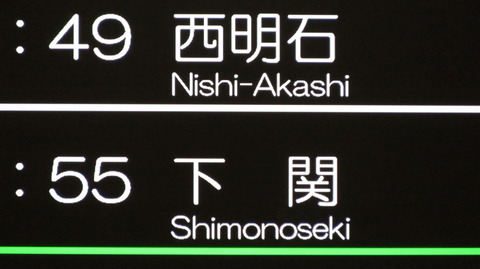 :49 西明石
Nishi-Akashi
:55 下 関
Shimonoseki